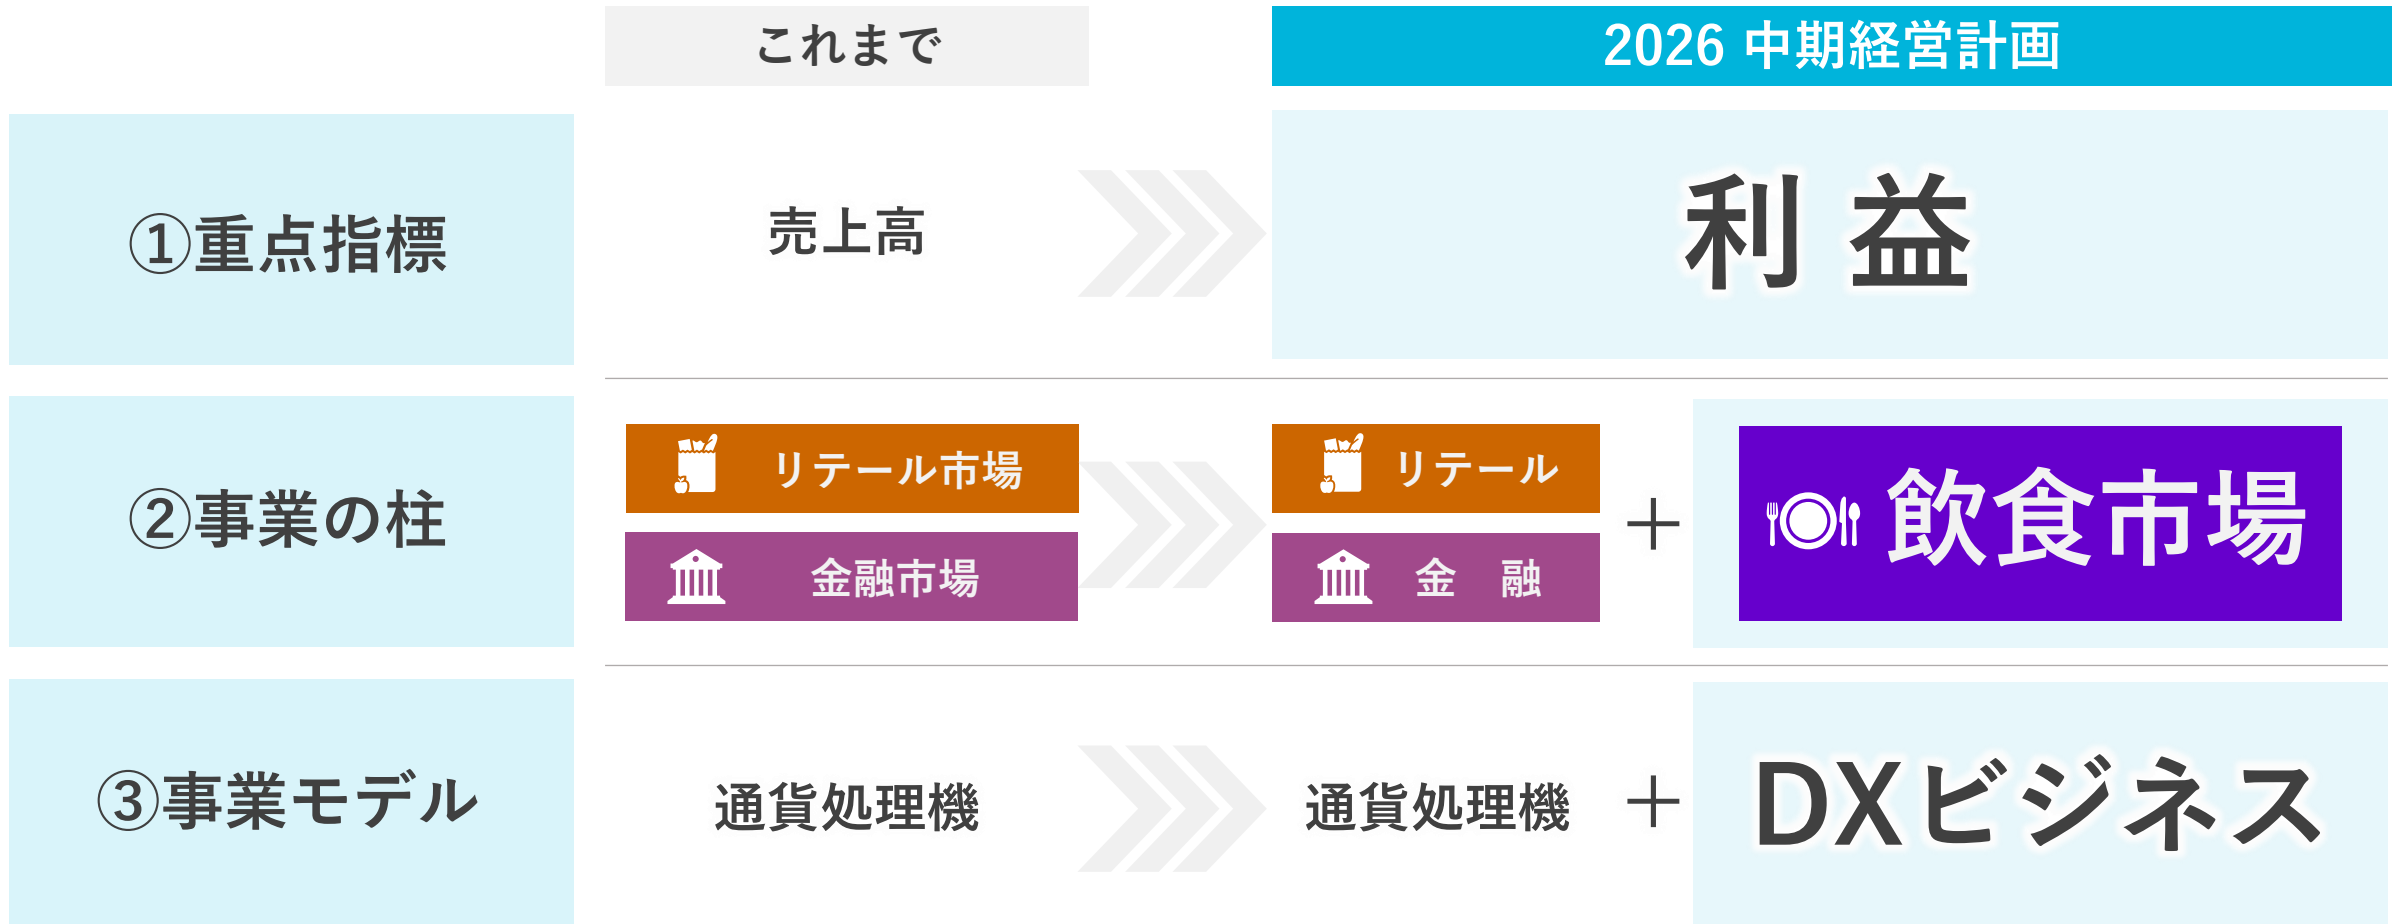 これまで
2026 中期経営計画
①重点指標
売上高
利 益
②事業の柱
リテール市場
金融市場
リテール
金 融
+
飲食市場
③事業モデル
通貨処理機
通貨処理機
+
DXビジネス